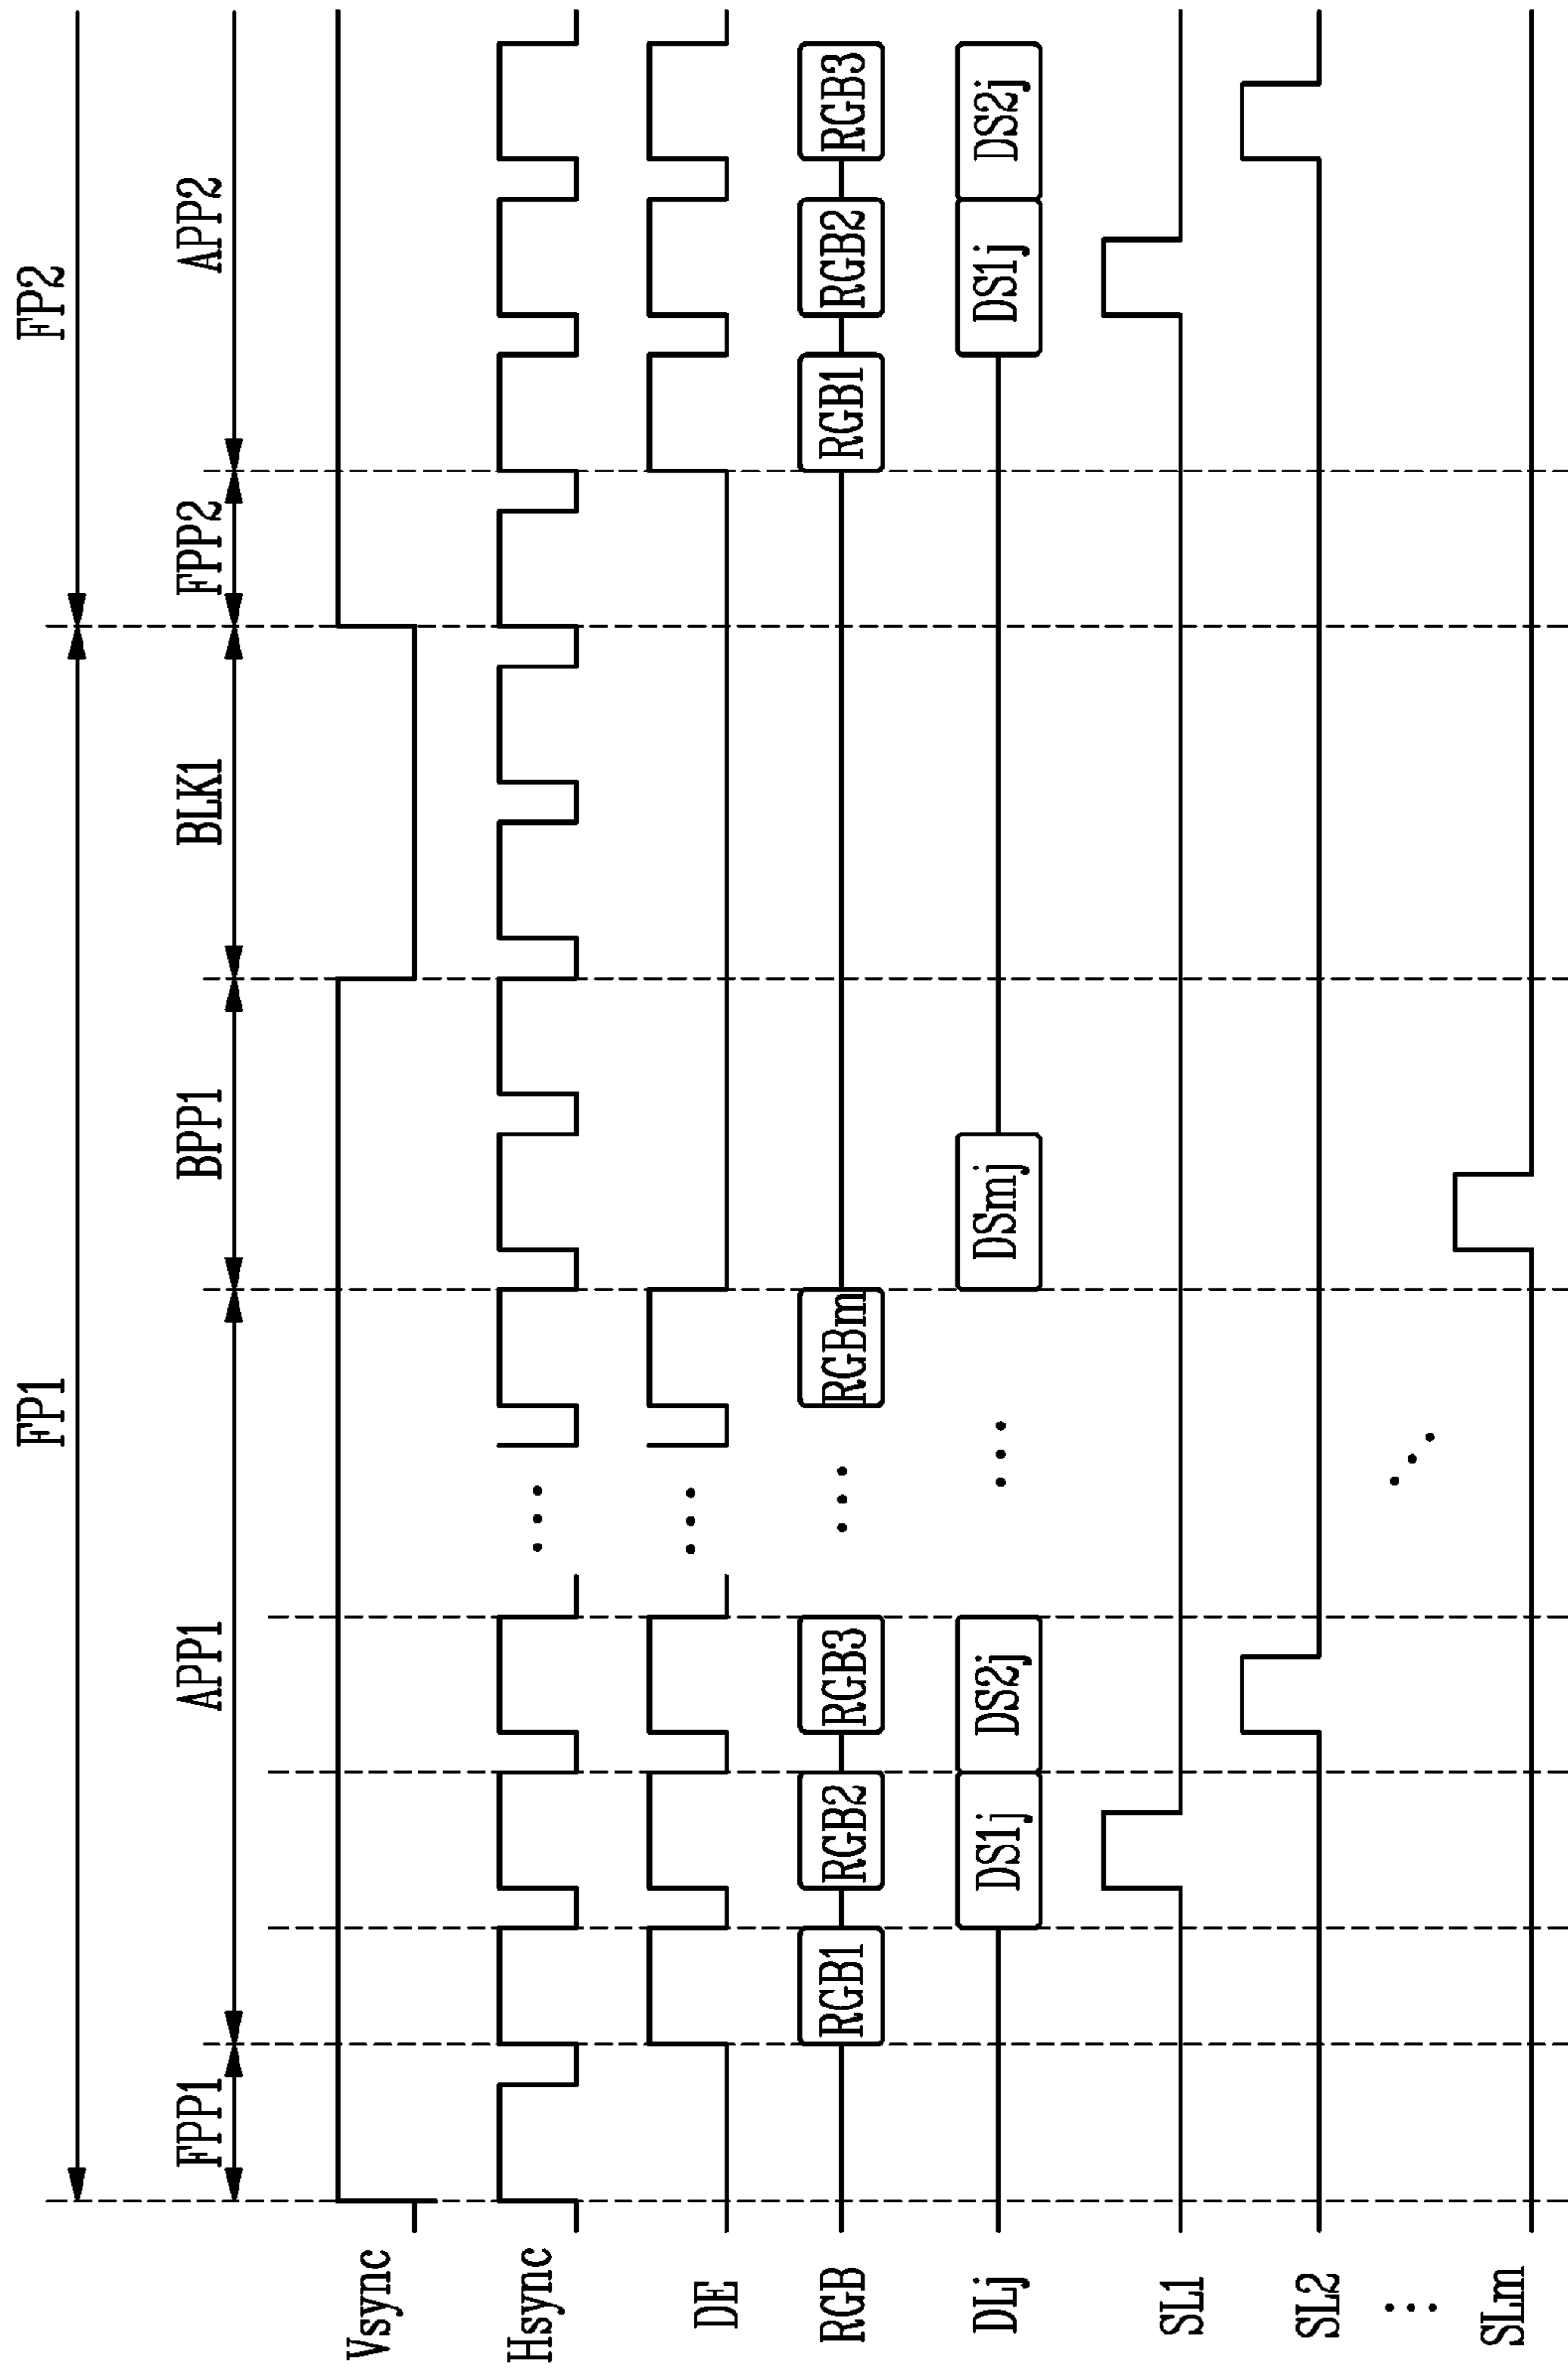 FP1 FP2
FPP1 APP1 BPP1 BLK1 FPP2 APP2
Vsync
Hsync
DE
RGB RGB1 RGB2 RGB3 RGBm RGB1 RGB2 RGB3
DLj DS1j DS2j DSmj DS1j DS2j
SL1
SL2
SLm